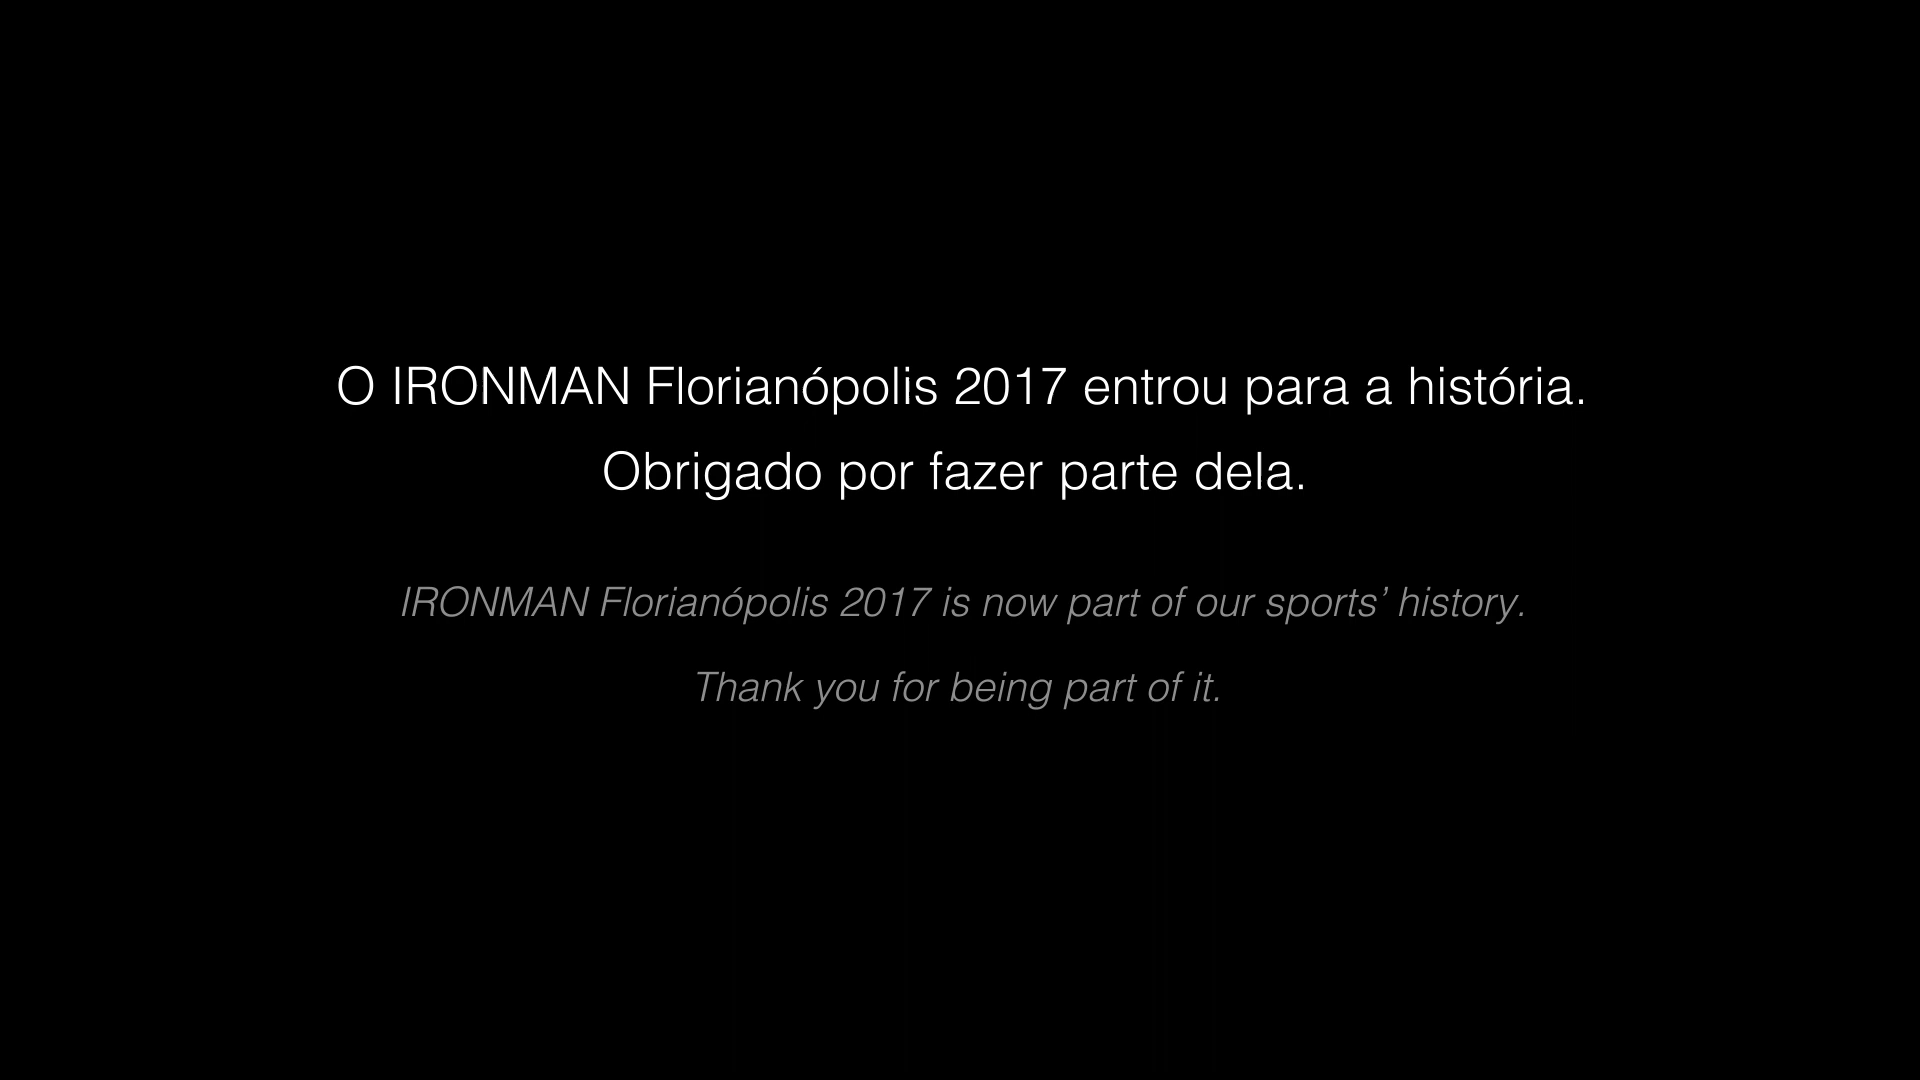 O IRONMAN Florianópolis 2017 entrou para a história.
Obrigado por fazer parte dela.
IRONMAN Florianópolis 2017 is now part of our sports’ history.
Thank you for being part of it.